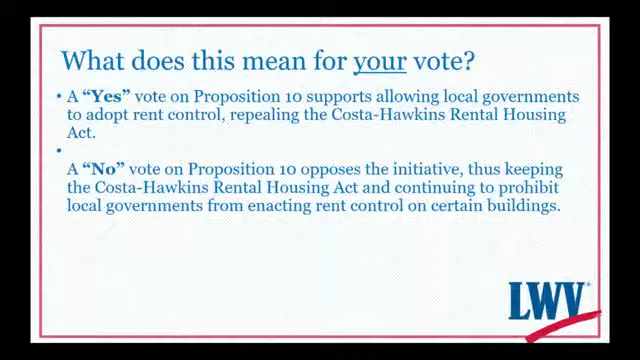 What does this mean for your vote?
• A “Yes” vote on Proposition 10 supports allowing local governments
to adopt rent control, repealing the Costa-Hawkins Rental Housing
Act.
•
A “No” vote on Proposition 10 opposes the initiative, thus keeping
the Costa-Hawkins Rental Housing Act and continuing to prohibit
local governments from enacting rent control on certain buildings.
LWV®